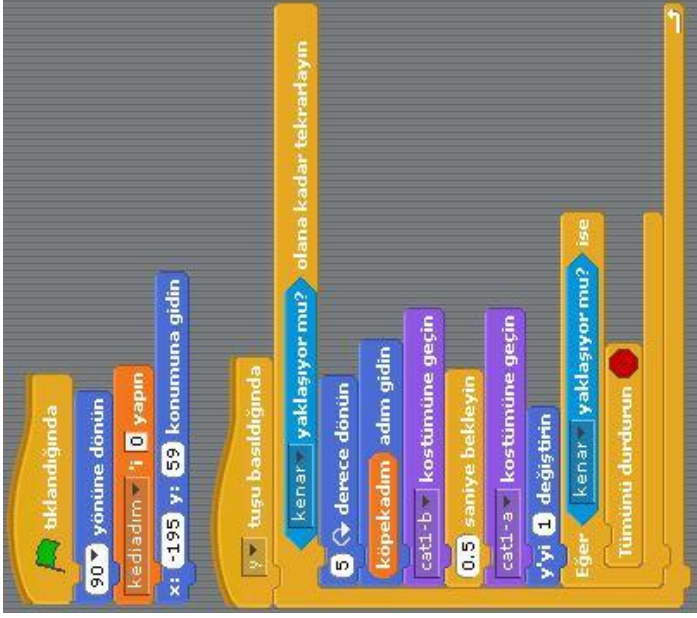 tıklandığında
90 yönüne dönün
kediadım 'i 0 yapın
x: -195 y: 59 konumuna gidin
y tuşu basıldığında
kenar yaklaşıyor mu? olana kadar tekrarlayın
5 derece dönün
köpekadım adım gidin
cat1-b kostümüne geçin
0.5 saniye bekleyin
cat1-a kostümüne geçin
y'yi 1 değiştirin
Eğer kenar yaklaşıyor mu? ise
Tümünü durdurun